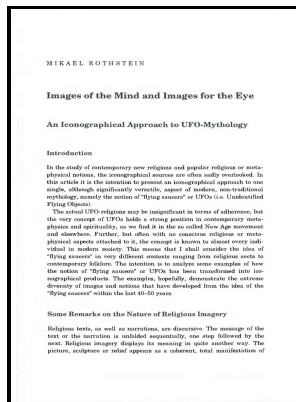 MIKAEL ROTHSTEIN
Images of the Mind and Images for the Eye
An Iconographical Approach to UFO-Mythology
Introduction
In the study of contemporary new religions and popular religious or meta-
physical notions, the iconographical sources are often sadly overlooked. In
this article it is the intention to present an iconographical approach to one
single, although significantly versatile, aspect of modern, non-traditional
mythology, namely the notion of "flying saucers" or UFOs (i.e. Unidentified
Flying Objects).
The actual UFO-religions may be insignificant in terms of adherence, but
the very concept of UFOs holds a strong position in contemporary meta-
physics and spirituality, as we find it in the so called New Age movement
and elsewhere. Further, but often with no conscious religious or meta-
physical aspects attached to it, the concept is known to almost every indi-
vidual in modern society. This means that I shall consider the idea of
"flying saucers" in very different contexts ranging from religious sects to
contemporary folklore. The intention is to analyze some examples of how
the notion of "flying saucers" or UFOs has been transformed into ico-
nographical products. The examples, hopefully, demonstrate the extreme
diversity of images and notions that have developed from the idea of the
"flying saucers" within the last 40–50 years.
Some Remarks on the Nature of Religious Imagery
Religious texts, as well as narrations, are discursive. The message of the
text or the narration is unfolded sequentially, one step followed by the
next. Religious imagery displays its meaning in quite another way. The
picture, sculpture or relief appears as a coherent, total manifestation of